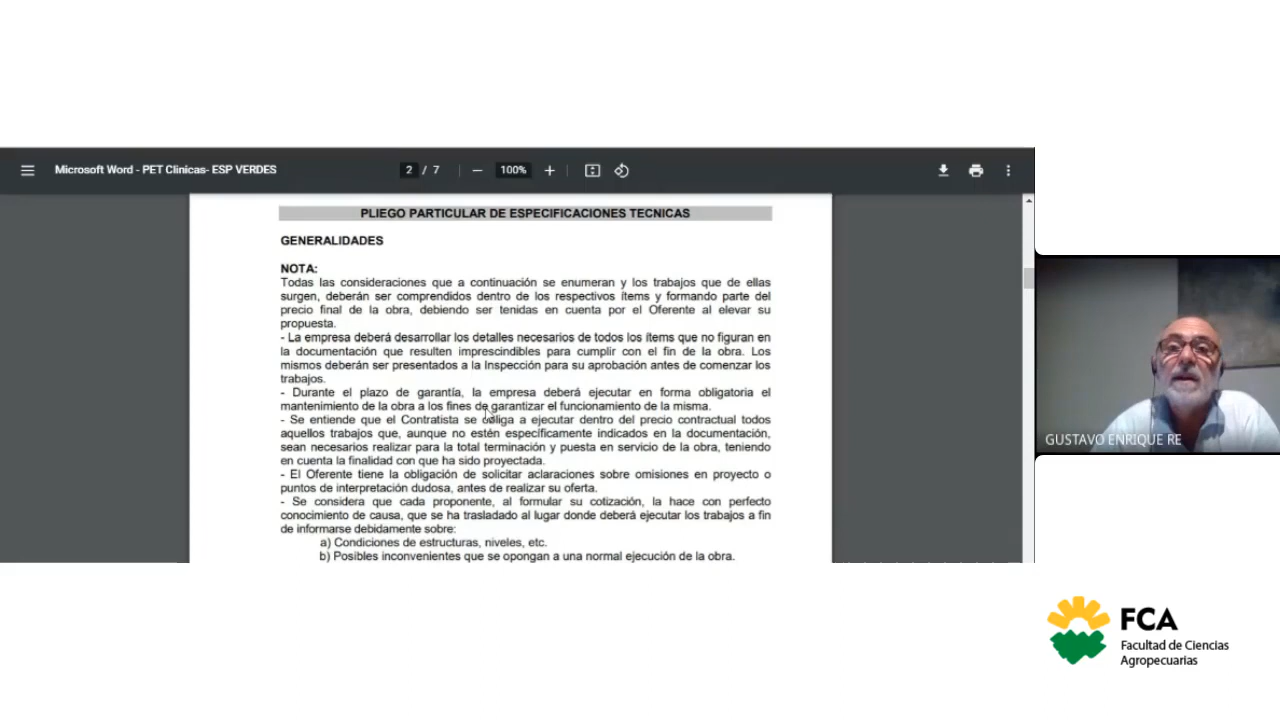 Microsoft Word - PET Clinicas- ESP VERDES
2 / 7
100%
PLIEGO PARTICULAR DE ESPECIFICACIONES TECNICAS
GENERALIDADES
NOTA:
Todas las consideraciones que a continuación se enumeran y los trabajos que de ellas
surgen, deberán ser comprendidos dentro de los respectivos ítems y formando parte del
precio final de la obra, debiendo ser tenidas en cuenta por el Oferente al elevar su
propuesta.
- La empresa deberá desarrollar los detalles necesarios de todos los ítems que no figuran en
la documentación que resulten imprescindibles para cumplir con el fin de la obra. Los
mismos deberán ser presentados a la Inspección para su aprobación antes de comenzar los
trabajos.
- Durante el plazo de garantía, la empresa deberá ejecutar en forma obligatoria el
mantenimiento de la obra a los fines de garantizar el funcionamiento de la misma.
- Se entiende que el Contratista se obliga a ejecutar dentro del precio contractual todos
aquellos trabajos que, aunque no estén específicamente indicados en la documentación,
sean necesarios realizar para la total terminación y puesta en servicio de la obra, teniendo
en cuenta la finalidad con que ha sido proyectada.
- El Oferente tiene la obligación de solicitar aclaraciones sobre omisiones en proyecto o
puntos de interpretación dudosa, antes de realizar su oferta.
- Se considera que cada proponente, al formular su cotización, la hace con perfecto
conocimiento de causa, que se ha trasladado al lugar donde deberá ejecutar los trabajos a fin
de informarse debidamente sobre:
a) Condiciones de estructuras, niveles, etc.
b) Posibles inconvenientes que se opongan a una normal ejecución de la obra.
GUSTAVO ENRIQUE RE
FCA
Facultad de Ciencias
Agropecuarias